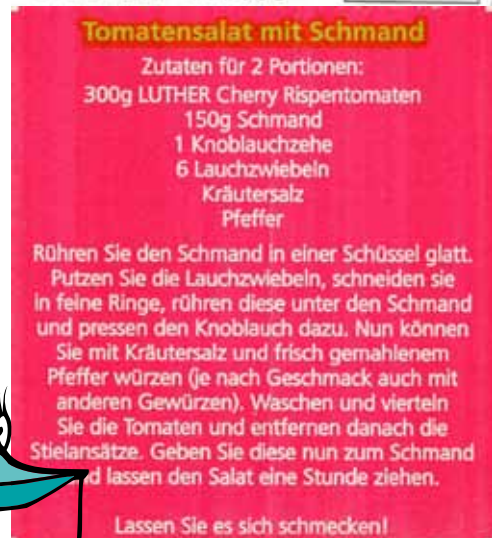 Tomatensalat mit Schmand
Zutaten für 2 Portionen:
300g LUTHER Cherry Rispentomaten
150g Schmand
1 Knoblauchzehe
6 Lauchzwiebeln
Kräutersalz
Pfeffer
Rühren Sie den Schmand in einer Schüssel glatt.
Putzen Sie die Lauchzwiebeln, schneiden sie
in feine Ringe, rühren diese unter den Schmand
und pressen den Knoblauch dazu. Nun können
Sie mit Kräutersalz und frisch gemahlenem
Pfeffer würzen (je nach Geschmack auch mit
anderen Gewürzen). Waschen und vierteln
Sie die Tomaten und entfernen danach die
Stielansätze. Geben Sie diese nun zum Schmand
lassen den Salat eine Stunde ziehen.
Lassen Sie es sich schmecken!